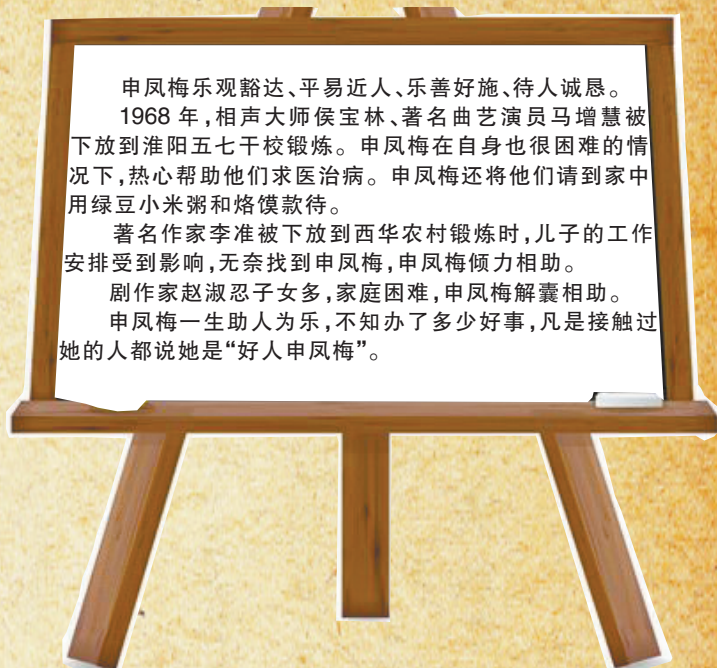 申凤梅乐观豁达、平易近人、乐善好施、待人诚恳。
1968 年,相声大师侯宝林、著名曲艺演员马增慧被
下放到淮阳五七干校锻炼。申凤梅在自身也很困难的情
况下,热心帮助他们求医治病。申凤梅还将他们请到家中
用绿豆小米粥和烙馍款待。
著名作家李准被下放到西华农村锻炼时,儿子的工作
安排受到影响,无奈找到申凤梅,申凤梅倾力相助。
剧作家赵淑忍子女多,家庭困难,申凤梅解囊相助。
申凤梅一生助人为乐,不知办了多少好事,凡是接触过
她的人都说她是“好人申凤梅”。